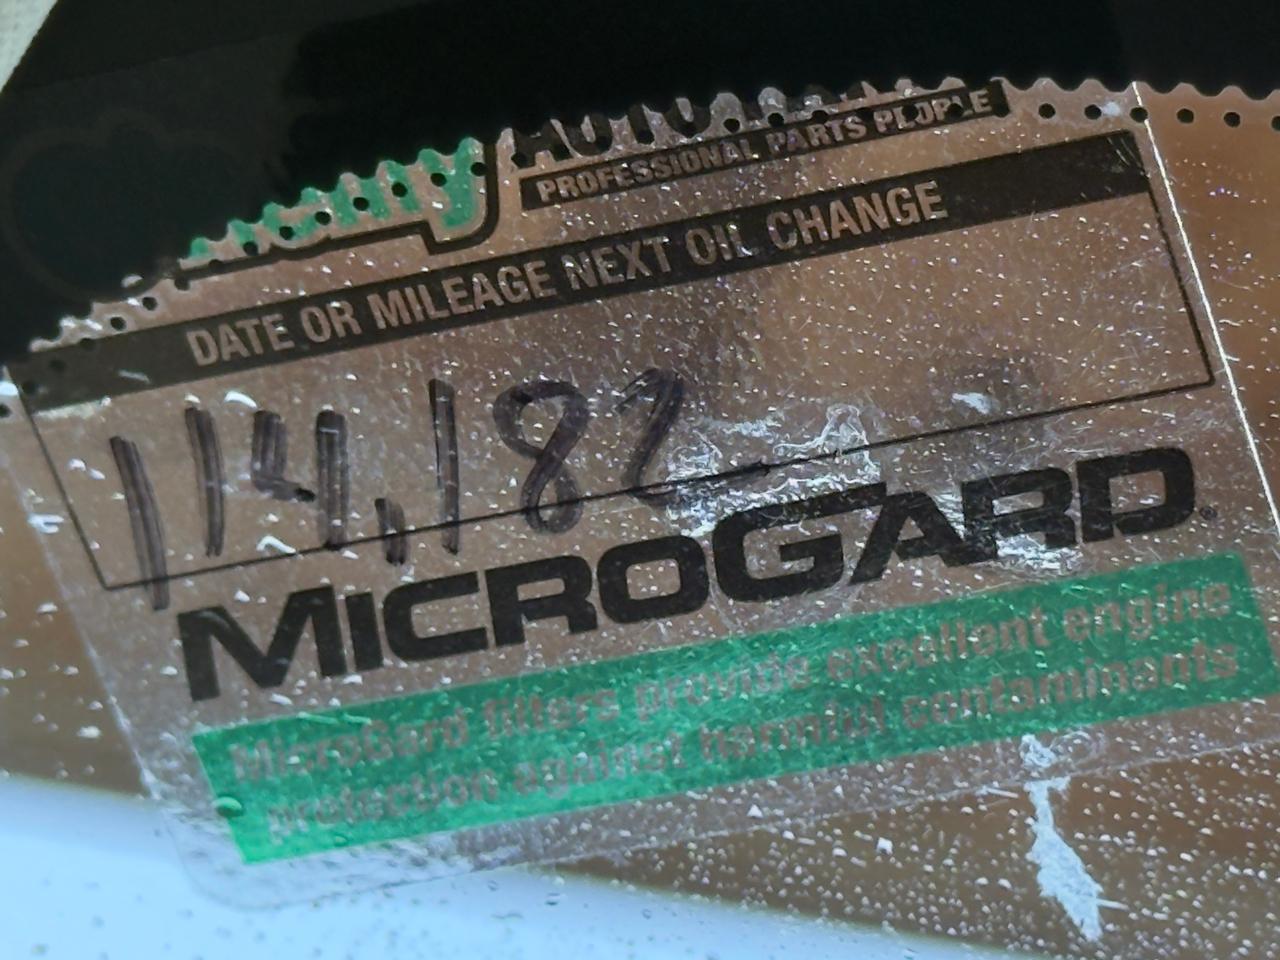 PROFESSIONAL PARTS PEOPLE
DATE OR MILEAGE NEXT OIL CHANGE
114,182
MICROGARD®
MicroGard filters provide excellent engine
protection against harmful contaminants